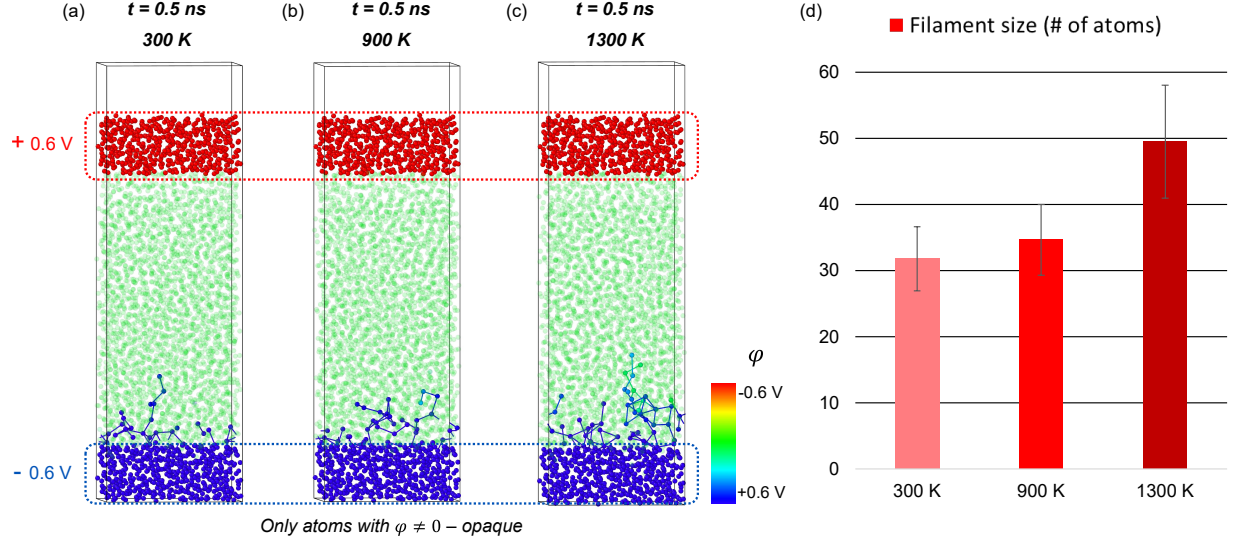 (a)
t = 0.5 ns
300 K
(b)
t = 0.5 ns
900 K
(c)
t = 0.5 ns
1300 K
+ 0.6 V
- 0.6 V
φ
-0.6 V
+0.6 V
Only atoms with φ ≠ 0 – opaque
(d)
Filament size (# of atoms)
60
50
40
30
20
10
0
300 K
900 K
1300 K